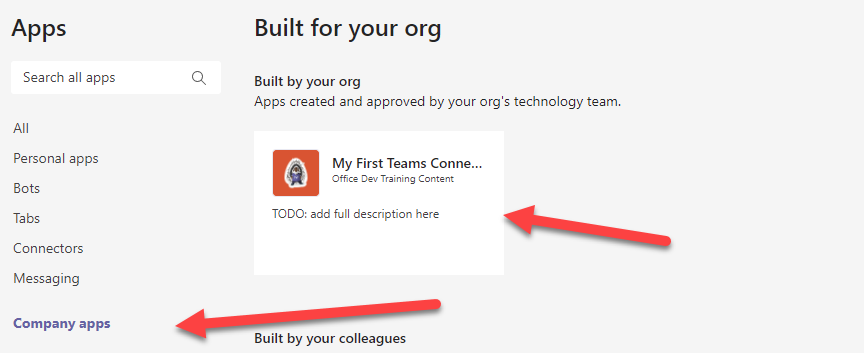 Apps
Search all apps
All
Personal apps
Bots
Tabs
Connectors
Messaging
Company apps
Built for your org
Built by your org
Apps created and approved by your org's technology team.
My First Teams Conne...
Office Dev Training Content
TODO: add full description here
Built by your colleagues